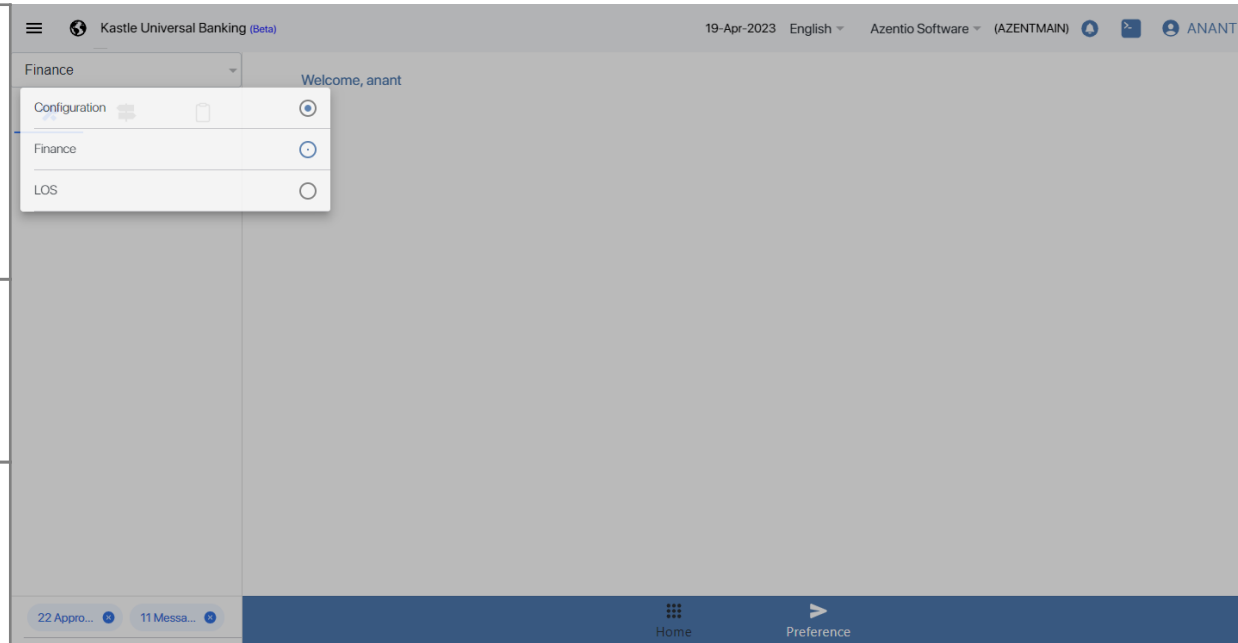 Kastle Universal Banking (Beta)
19-Apr-2023 English Azentio Software (AZENTMAIN) ANANT
Finance
Welcome, anant
Configuration
Finance
LOS
22 Appro... 11 Messa...
Home Preference